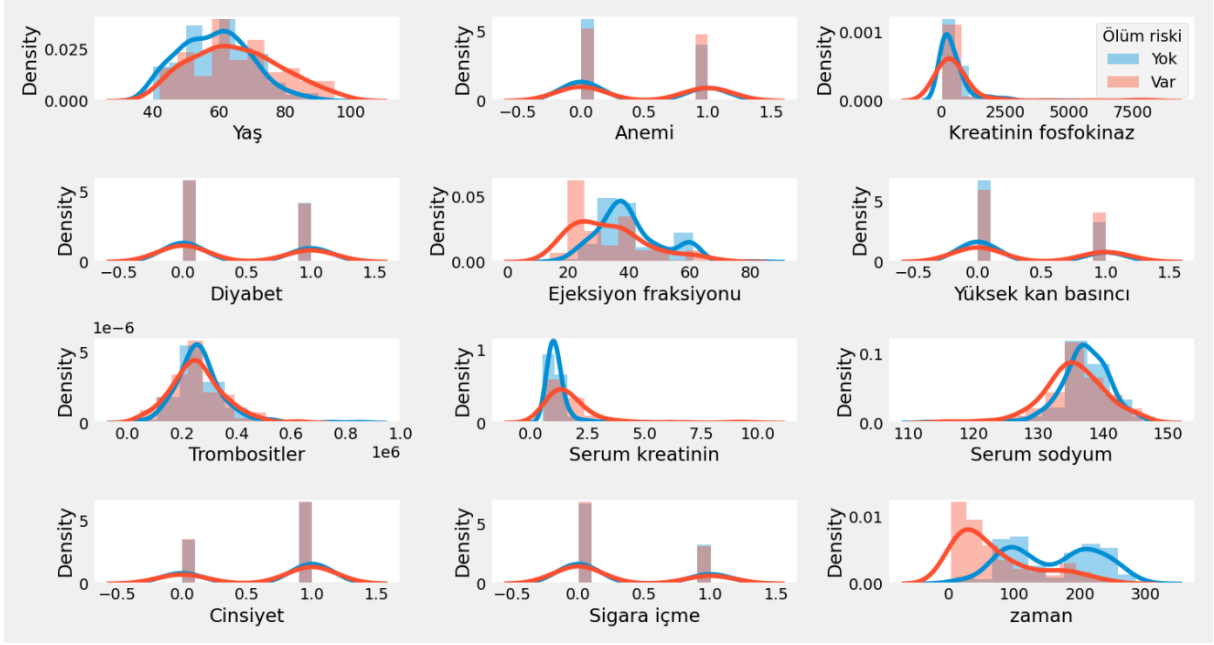 Density
0.025
0.000
40 60 80 100
Yaş
Density
5
0
−0.5 0.0 0.5 1.0 1.5
Anemi
Density
0.001
0.000
0 2500 5000 7500
Kreatinin fosfokinaz
Ölüm riski
Yok
Var
Density
5
0
−0.5 0.0 0.5 1.0 1.5
Diyabet
Density
0.05
0.00
0 20 40 60 80
Ejeksiyon fraksiyonu
Density
5
0
−0.5 0.0 0.5 1.0 1.5
Yüksek kan basıncı
1e−6
Density
5
0
0.0 0.2 0.4 0.6 0.8 1.0
1e6
Trombositler
Density
1
0
0.0 2.5 5.0 7.5 10.0
Serum kreatinin
Density
0.1
0.0
110 120 130 140 150
Serum sodyum
Density
5
0
−0.5 0.0 0.5 1.0 1.5
Cinsiyet
Density
5
0
−0.5 0.0 0.5 1.0 1.5
Sigara içme
Density
0.01
0.00
0 100 200 300
zaman